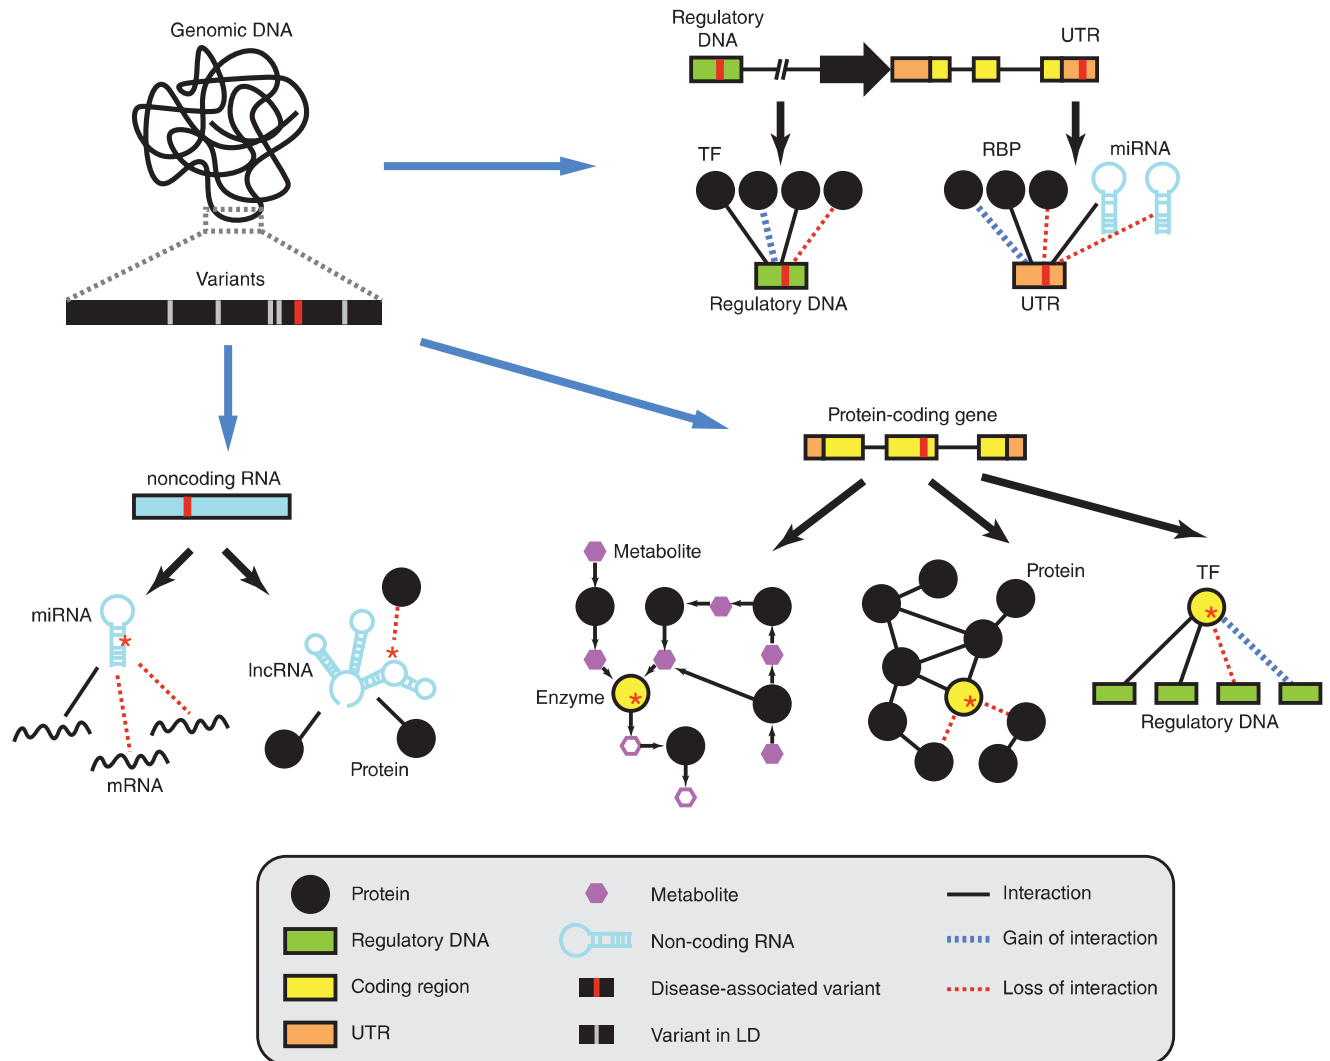 Genomic DNA
Variants
Regulatory
DNA
UTR
TF
RBP
miRNA
Regulatory DNA
UTR
noncoding RNA
miRNA
lncRNA
mRNA
Protein
Protein-coding gene
Metabolite
Enzyme
Protein
TF
Regulatory DNA
Protein
Regulatory DNA
Coding region
UTR
Metabolite
Non-coding RNA
Disease-associated variant
Variant in LD
Interaction
Gain of interaction
Loss of interaction